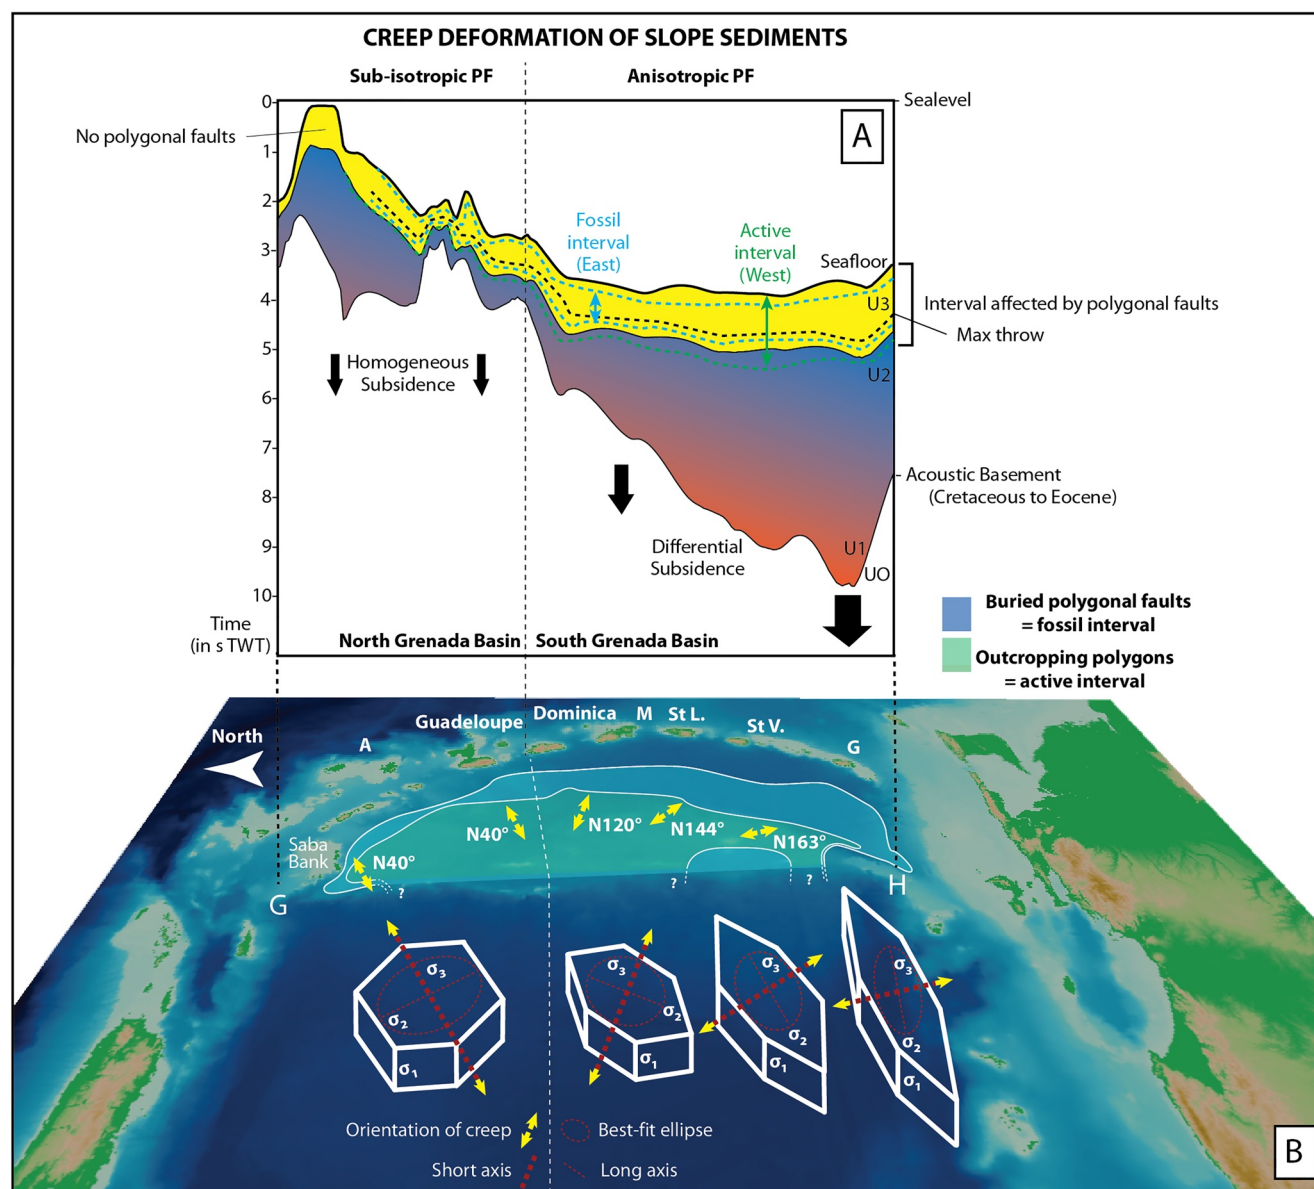 CREEP DEFORMATION OF SLOPE SEDIMENTS
Sub-isotropic PF
Anisotropic PF
0
1
2
3
4
5
6
7
8
9
10
Time
(in s TWT)
No polygonal faults
A
Sealevel
Fossil
interval
(East)
Active
interval
(West)
Seafloor
U3
Interval affected by polygonal faults
Max throw
U2
Homogeneous
Subsidence
Acoustic Basement
(Cretaceous to Eocene)
Differential
Subsidence
U1
UO
North Grenada Basin
South Grenada Basin
Buried polygonal faults
= fossil interval
Outcropping polygons
= active interval
North
A
Guadeloupe
Dominica
M
St L.
St V.
G
Saba
Bank
N40°
N40°
N120°
N144°
N163°
?
?
?
G
H
σ3
σ2
σ1
σ3
σ2
σ1
σ3
σ2
σ1
σ3
σ2
σ1
Orientation of creep
Best-fit ellipse
Short axis
Long axis
B